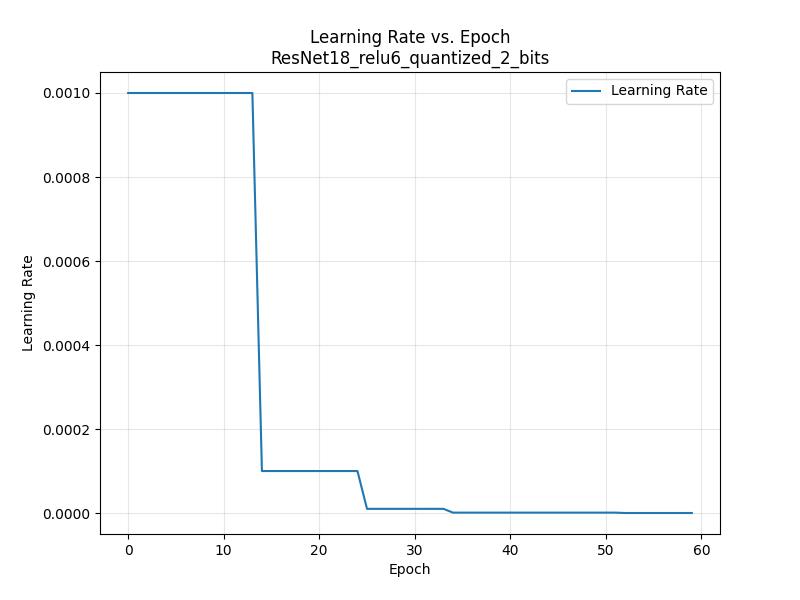 Learning Rate vs. Epoch
ResNet18_relu6_quantized_2_bits
Learning Rate
0.0010
0.0008
0.0006
0.0004
0.0002
0.0000
Learning Rate
0 10 20 30 40 50 60
Epoch